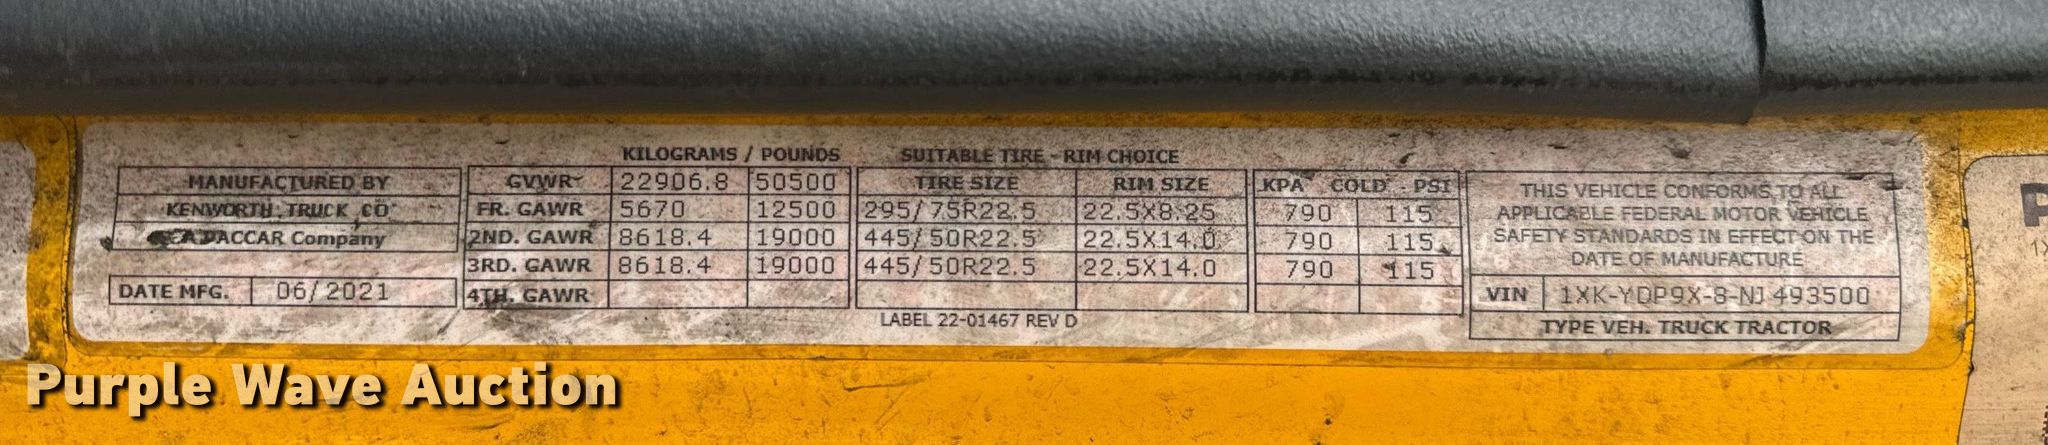 KILOGRAMS / POUNDS SUITABLE TIRE - RIM CHOICE
MANUFACTURED BY
KENWORTH TRUCK CO
A PACCAR Company
DATE MFG. 06/2021
GVWR 22906.8 50500 TIRE SIZE RIM SIZE KPA COLD - PSI
FR. GAWR 5670 12500 295/75R22.5 22.5X8.25 790 115
2ND. GAWR 8618.4 19000 445/50R22.5 22.5X14.0 790 115
3RD. GAWR 8618.4 19000 445/50R22.5 22.5X14.0 790 115
4TH. GAWR
LABEL 22-01467 REV D
THIS VEHICLE CONFORMS TO ALL
APPLICABLE FEDERAL MOTOR VEHICLE
SAFETY STANDARDS IN EFFECT ON THE
DATE OF MANUFACTURE
VIN 1XK-YDP9X-8-NJ493500
TYPE VEH. TRUCK TRACTOR
Purple Wave Auction